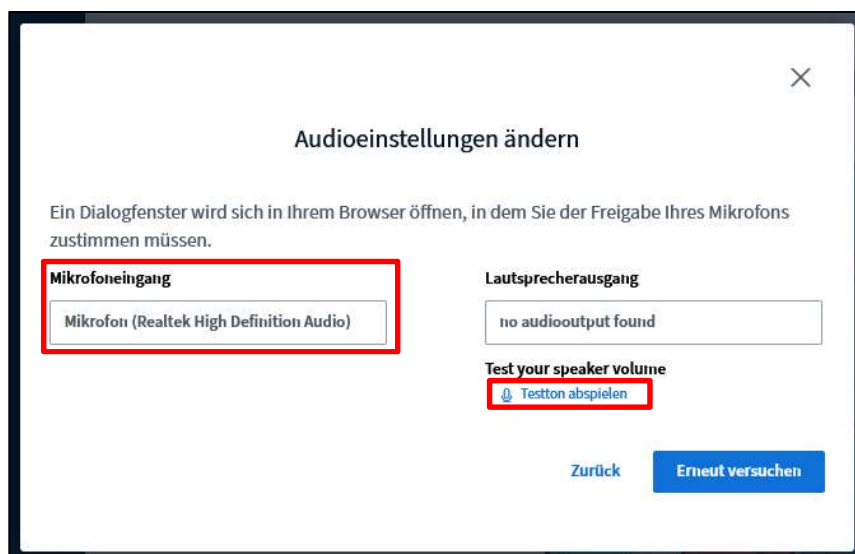 Audioeinstellungen ändern
Ein Dialogfenster wird sich in Ihrem Browser öffnen, in dem Sie der Freigabe Ihres Mikrofons
zustimmen müssen.
Mikrofoneingang
Mikrofon (Realtek High Definition Audio)
Lautsprecherausgang
no audiooutput found
Test your speaker volume
Testton abspielen
Zurück
Erneut versuchen